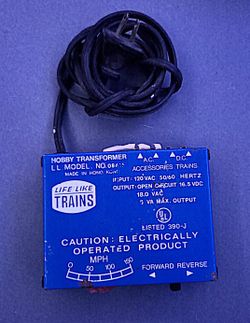 HOBBY TRANSFORMER
LL MODEL. NO.
MADE IN HONG KONG
A.C. D.C.
ACCESSORIES TRAINS
INPUT-120VAC 50/60 HERTZ
OUTPUT-OPEN CIRCUIT 16.5 VDC
18.0 VAC
VA MAX. OUTPUT
LIFE LIKE
TRAINS
UL
LISTED 390-J
CAUTION: ELECTRICALLY
OPERATED PRODUCT
MPH
0 50 100 150
FORWARD REVERSE